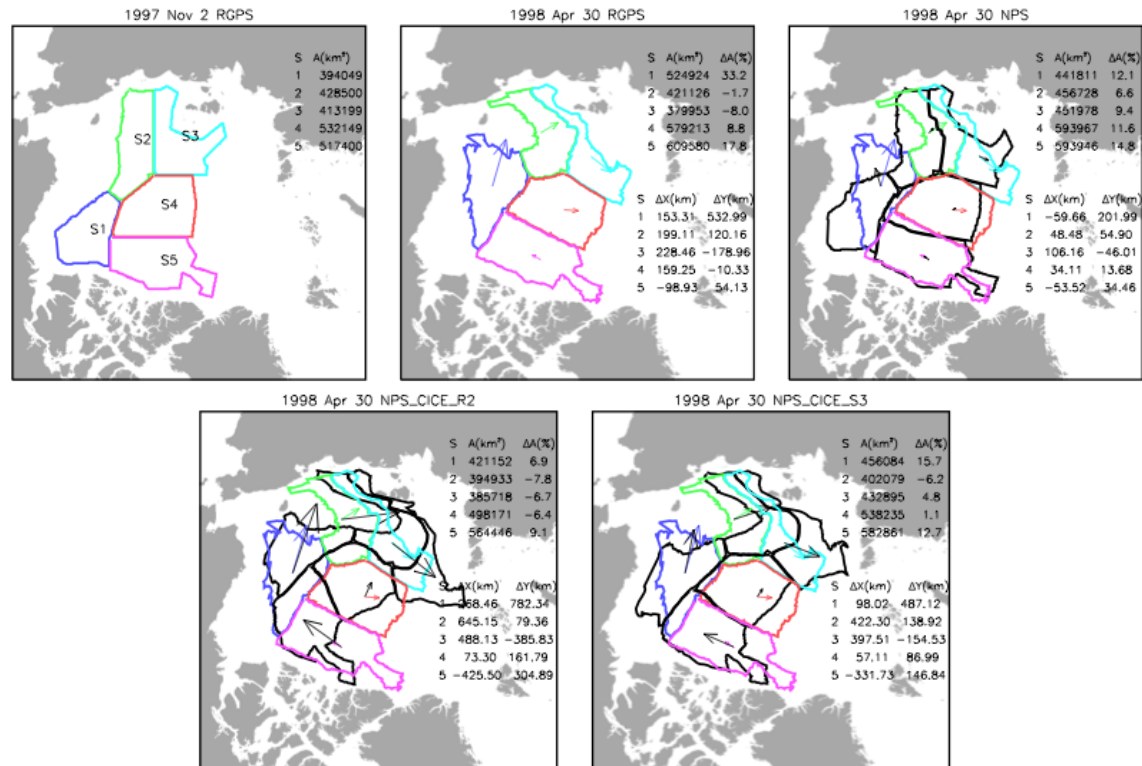 1997 Nov 2 RGPS
S A(km²)
1 394049
2 428500
3 413199
4 532149
5 517400
S2
S3
S4
S1
S5
1998 Apr 30 RGPS
S A(km²) ΔA(%)
1 524924 33.2
2 421126 −1.7
3 379953 −8.0
4 579213 8.8
5 609580 17.8
S ΔX(km) ΔY(km)
1 153.31 532.99
2 199.11 120.16
3 228.46 −178.96
4 159.25 −10.33
5 −98.93 54.13
1998 Apr 30 NPS
S A(km²) ΔA(%)
1 441811 12.1
2 456728 6.6
3 451978 9.4
4 593967 11.6
5 593946 14.8
S ΔX(km) ΔY(km)
1 −59.66 201.99
2 48.48 54.90
3 106.16 −46.01
4 34.11 13.68
5 −53.52 34.46
1998 Apr 30 NPS_CICE_R2
S A(km²) ΔA(%)
1 421152 6.9
2 394933 −7.8
3 385718 −6.7
4 498171 −6.4
5 564446 9.1
S ΔX(km) ΔY(km)
1 268.46 782.34
2 645.15 79.36
3 488.13 −385.83
4 73.30 161.79
5 −425.50 304.89
1998 Apr 30 NPS_CICE_S3
S A(km²) ΔA(%)
1 456084 15.7
2 402079 −6.2
3 432895 4.8
4 538235 1.1
5 582861 12.7
S ΔX(km) ΔY(km)
1 98.02 487.12
2 422.30 138.92
3 397.51 −154.53
4 57.11 86.99
5 −331.73 146.84